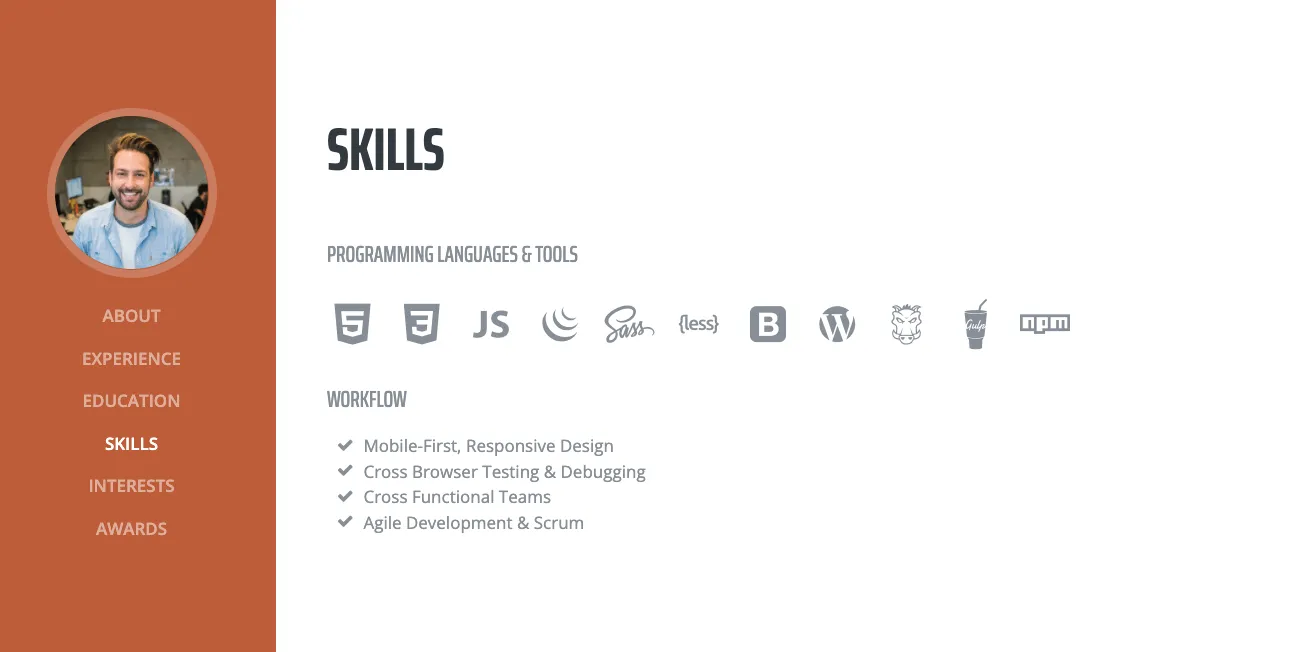 ABOUT
EXPERIENCE
EDUCATION
SKILLS
INTERESTS
AWARDS
SKILLS
PROGRAMMING LANGUAGES & TOOLS
5 3 JS Sass {less} B W Gulp npm
WORKFLOW
Mobile-First, Responsive Design
Cross Browser Testing & Debugging
Cross Functional Teams
Agile Development & Scrum